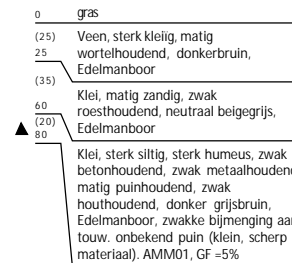 0
gras
(25)
Veen, sterk kleiïg, matig
25
wortelhoudend, donkerbruin,
Edelmanboor
(35)
Klei, matig zandig, zwak
60
roesthoudend, neutraal beigegrijs,
(20)
Edelmanboor
80
Klei, sterk siltig, sterk humeus, zwak
betonhoudend, zwak metaalhoudend
matig puinhoudend, zwak
houthoudend, donker grijsbruin,
Edelmanboor, zwakke bijmenging aan
touw. onbekend puin (klein, scherp
materiaal). AMM01, GF =5%